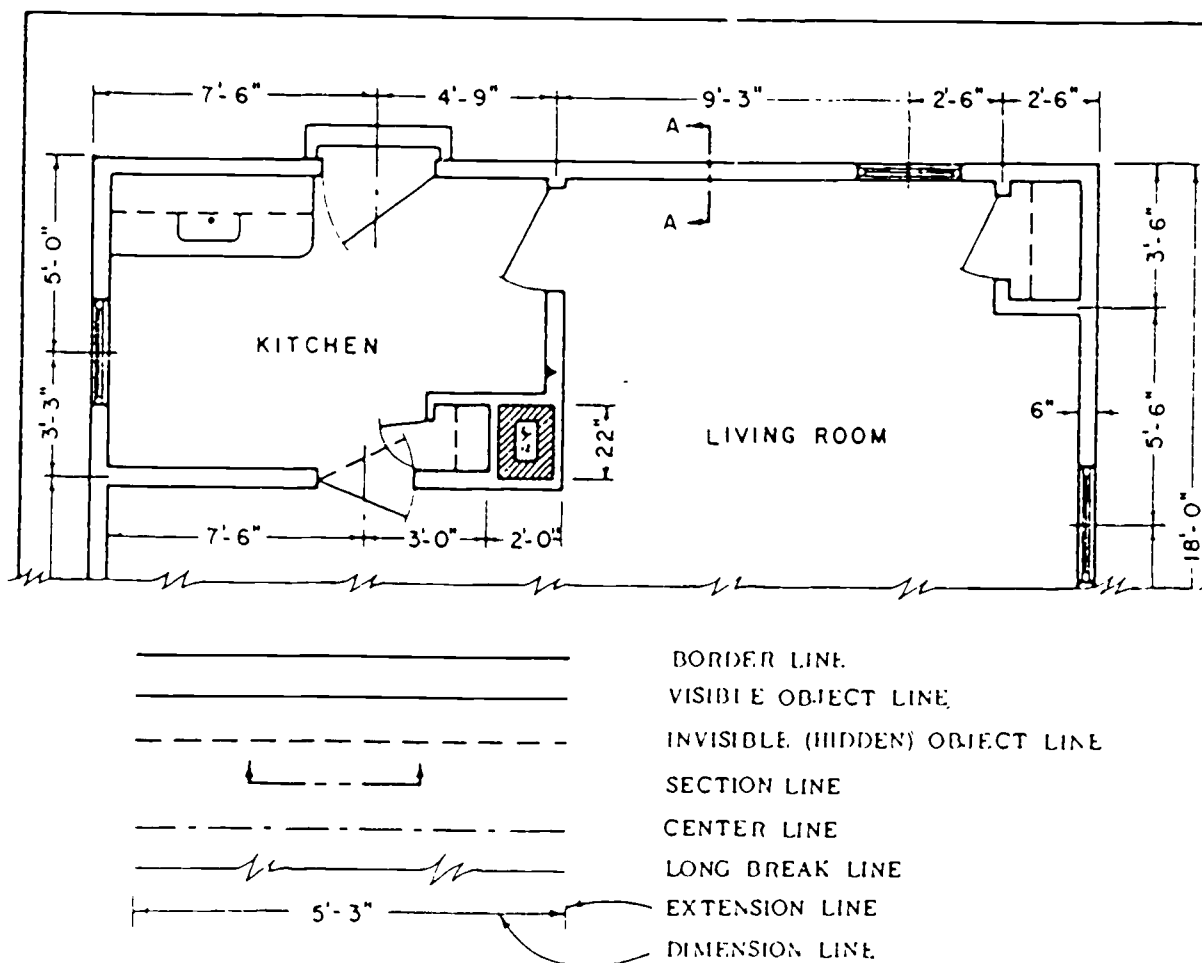 7'-6" 4'-9" 9'-3" 2'-6" 2'-6"
A
A
5'-0"
3'-6"
KITCHEN
3'-3"
22"
LIVING ROOM
6"
5'-6"
18'-0"
7'-6" 3'-0" 2'-0"
BORDER LINE
VISIBLE OBJECT LINE
INVISIBLE (HIDDEN) OBJECT LINE
SECTION LINE
CENTER LINE
LONG BREAK LINE
5'-3" EXTENSION LINE
DIMENSION LINE